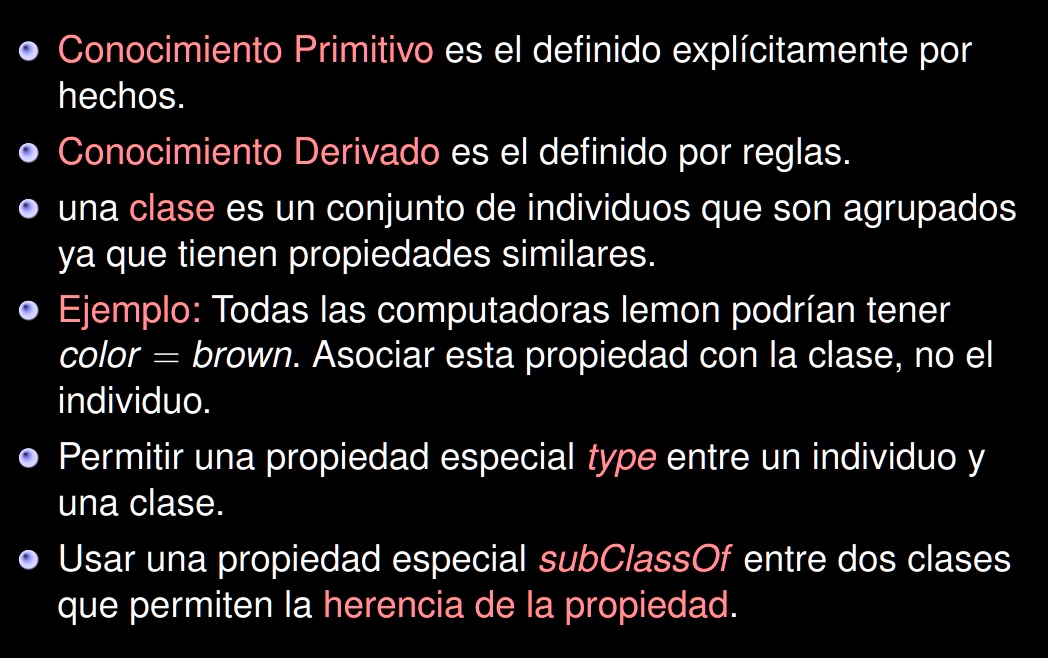 Conocimiento Primitivo es el definido explícitamente por
hechos.
Conocimiento Derivado es el definido por reglas.
una clase es un conjunto de individuos que son agrupados
ya que tienen propiedades similares.
Ejemplo: Todas las computadoras lemon podrían tener
color = brown. Asociar esta propiedad con la clase, no el
individuo.
Permitir una propiedad especial type entre un individuo y
una clase.
Usar una propiedad especial subClassOf entre dos clases
que permiten la herencia de la propiedad.